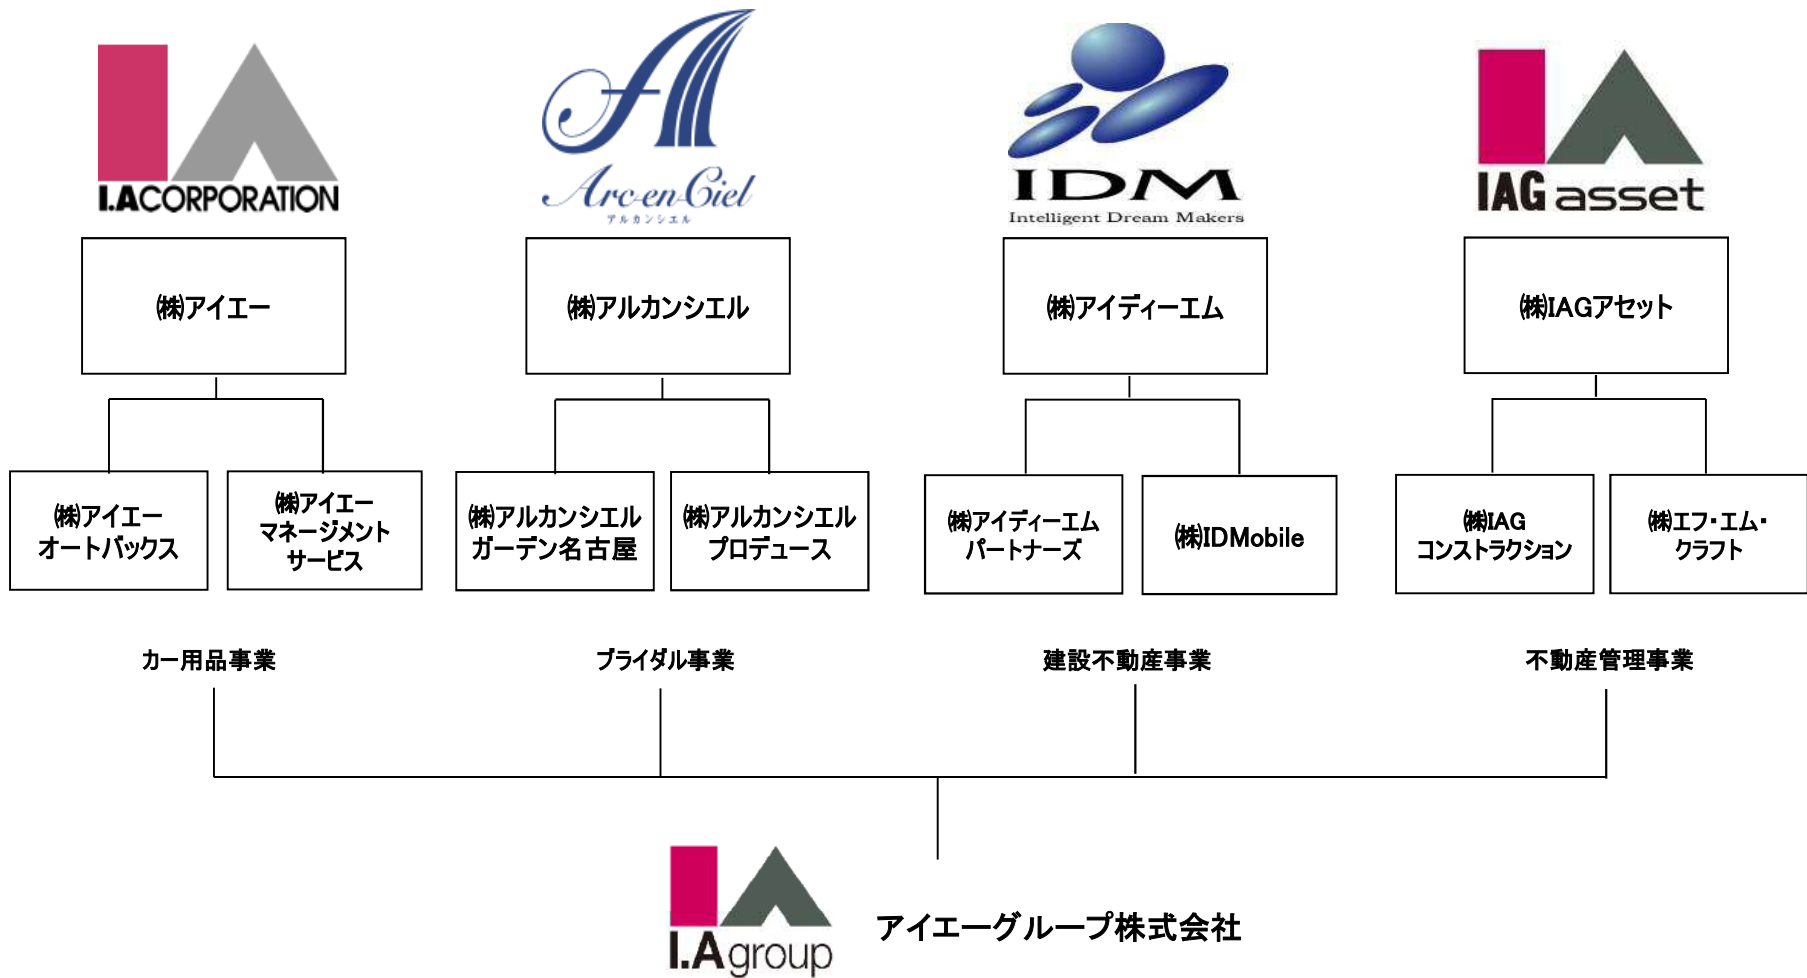 I.A CORPORATION
Arc-en-Ciel
アルカンシエル
IDM
Intelligent Dream Makers
IAG asset
㈱アイエー
㈱アルカンシエル
㈱アイディーエム
㈱IAGアセット
㈱アイエー
オートバックス
㈱アイエー
マネージメント
サービス
㈱アルカンシエル
ガーデン名古屋
㈱アルカンシエル
プロデュース
㈱アイディーエム
パートナーズ
㈱IDMobile
㈱IAG
コンストラクション
㈱エフ・エム・
クラフト
カー用品事業
ブライダル事業
建設不動産事業
不動産管理事業
I.A group
アイエーグループ株式会社